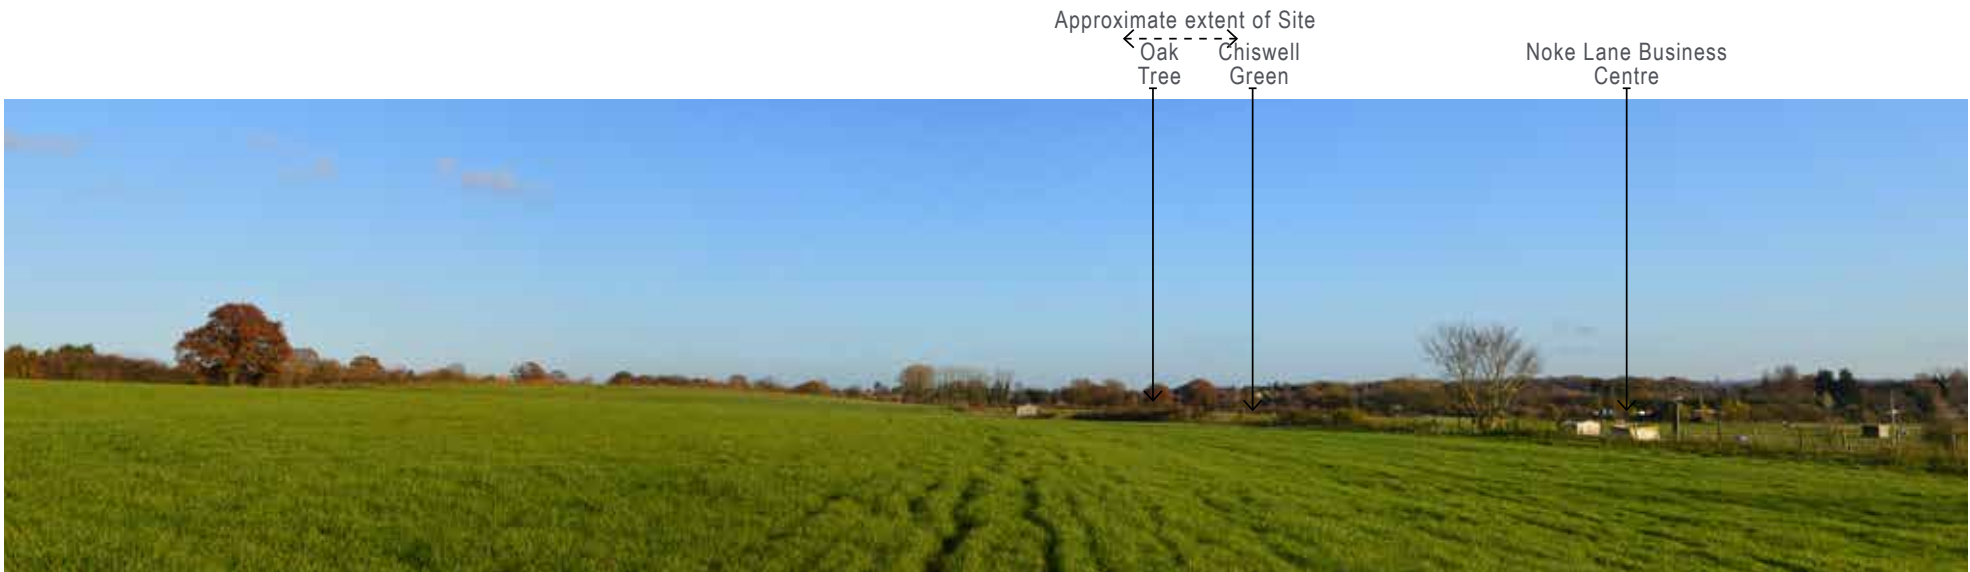 Approximate extent of Site
Oak
Tree
Chiswell
Green
Noke Lane Business
Centre